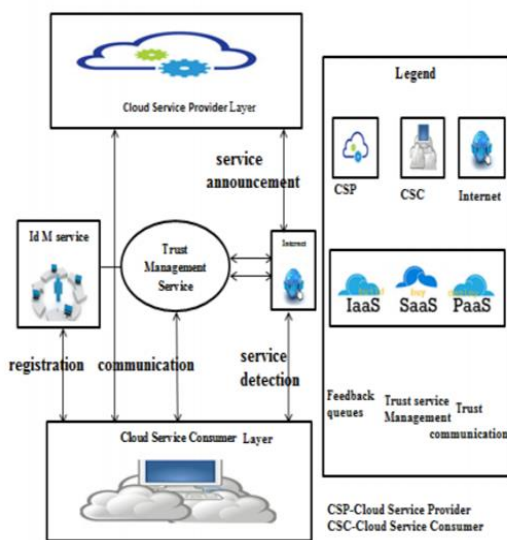 Cloud Service Provider Layer
service
announcement
Id M service
Trust
Management
Service
Internet
registration
communication
service
detection
Cloud Service Consumer Layer
Legend
CSP
CSC
Internet
IaaS
SaaS
PaaS
Feedback
queues
Trust service
Management
Trust
communication
CSP-Cloud Service Provider
CSC-Cloud Service Consumer